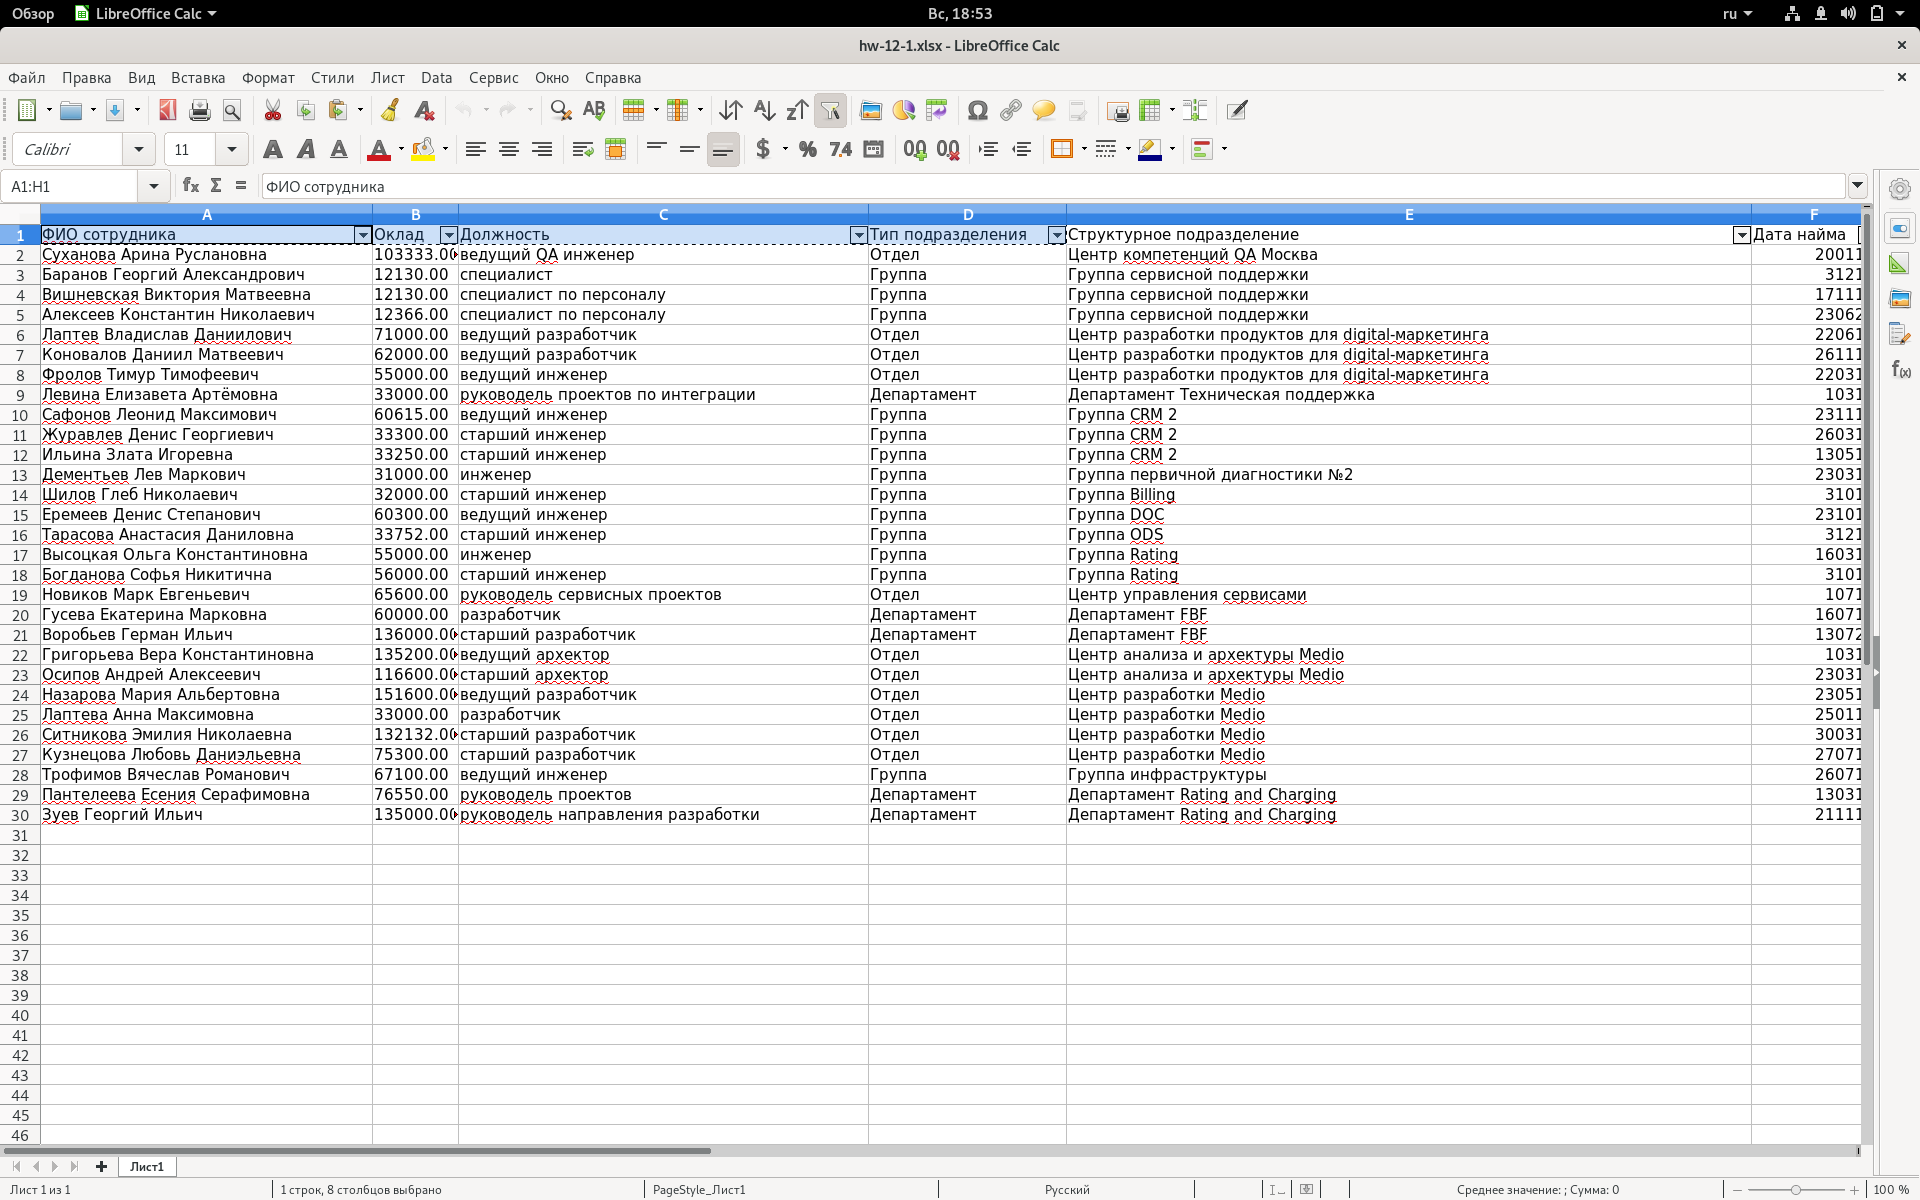 Обзор LibreOffice Calc Вс, 18:53 ru
hw-12-1.xlsx - LibreOffice Calc
Файл Правка Вид Вставка Формат Стили Лист Data Сервис Окно Справка
Calibri 11
A1:H1 ФИО сотрудника
A B C D E F
1 ФИО сотрудника Оклад Должность Тип подразделения Структурное подразделение Дата найма
2 Суханова Арина Руслановна 103333.00 ведущий QA инженер Отдел Центр компетенций QA Москва 20011
3 Баранов Георгий Александрович 12130.00 специалист Группа Группа сервисной поддержки 3121
4 Вишневская Виктория Матвеевна 12130.00 специалист по персоналу Группа Группа сервисной поддержки 17111
5 Алексеев Константин Николаевич 12366.00 специалист по персоналу Группа Группа сервисной поддержки 23062
6 Лаптев Владислав Даниилович 71000.00 ведущий разработчик Отдел Центр разработки продуктов для digital-маркетинга 22061
7 Коновалов Даниил Матвеевич 62000.00 ведущий разработчик Отдел Центр разработки продуктов для digital-маркетинга 26111
8 Фролов Тимур Тимофеевич 55000.00 ведущий инженер Отдел Центр разработки продуктов для digital-маркетинга 22031
9 Левина Елизавета Артёмовна 33000.00 руководель проектов по интеграции Департамент Департамент Техническая поддержка 1031
10 Сафонов Леонид Максимович 60615.00 ведущий инженер Группа Группа CRM 2 23111
11 Журавлев Денис Георгиевич 33300.00 старший инженер Группа Группа CRM 2 26031
12 Ильина Злата Игоревна 33250.00 старший инженер Группа Группа CRM 2 13051
13 Дементьев Лев Маркович 31000.00 инженер Группа Группа первичной диагностики №2 23031
14 Шилов Глеб Николаевич 32000.00 старший инженер Группа Группа Billing 3101
15 Еремеев Денис Степанович 60300.00 ведущий инженер Группа Группа DOC 23101
16 Тарасова Анастасия Даниловна 33752.00 старший инженер Группа Группа ODS 3121
17 Высоцкая Ольга Константиновна 55000.00 инженер Группа Группа Rating 16031
18 Богданова Софья Никитична 56000.00 старший инженер Группа Группа Rating 3101
19 Новиков Марк Евгеньевич 65600.00 руководель сервисных проектов Отдел Центр управления сервисами 1071
20 Гусева Екатерина Марковна 60000.00 разработчик Департамент Департамент FBF 16071
21 Воробьев Герман Ильич 136000.00 старший разработчик Департамент Департамент FBF 13072
22 Григорьева Вера Константиновна 135200.00 ведущий архектор Отдел Центр анализа и архектуры Medio 1031
23 Осипов Андрей Алексеевич 116600.00 старший архектор Отдел Центр анализа и архектуры Medio 23031
24 Назарова Мария Альбертовна 151600.00 ведущий разработчик Отдел Центр разработки Medio 23051
25 Лаптева Анна Максимовна 33000.00 разработчик Отдел Центр разработки Medio 25011
26 Ситникова Эмилия Николаевна 132132.00 старший разработчик Отдел Центр разработки Medio 30031
27 Кузнецова Любовь Даниэльевна 75300.00 старший разработчик Отдел Центр разработки Medio 27071
28 Трофимов Вячеслав Романович 67100.00 ведущий инженер Группа Группа инфраструктуры 26071
29 Пантелеева Есения Серафимовна 76550.00 руководель проектов Департамент Департамент Rating and Charging 13031
30 Зуев Георгий Ильич 135000.00 руководель направления разработки Департамент Департамент Rating and Charging 21111
31
32
33
34
35
36
37
38
39
40
41
42
43
44
45
46
Лист1
Лист 1 из 1 1 строк, 8 столбцов выбрано PageStyle_Лист1 Русский Среднее значение: ; Сумма: 0 100 %